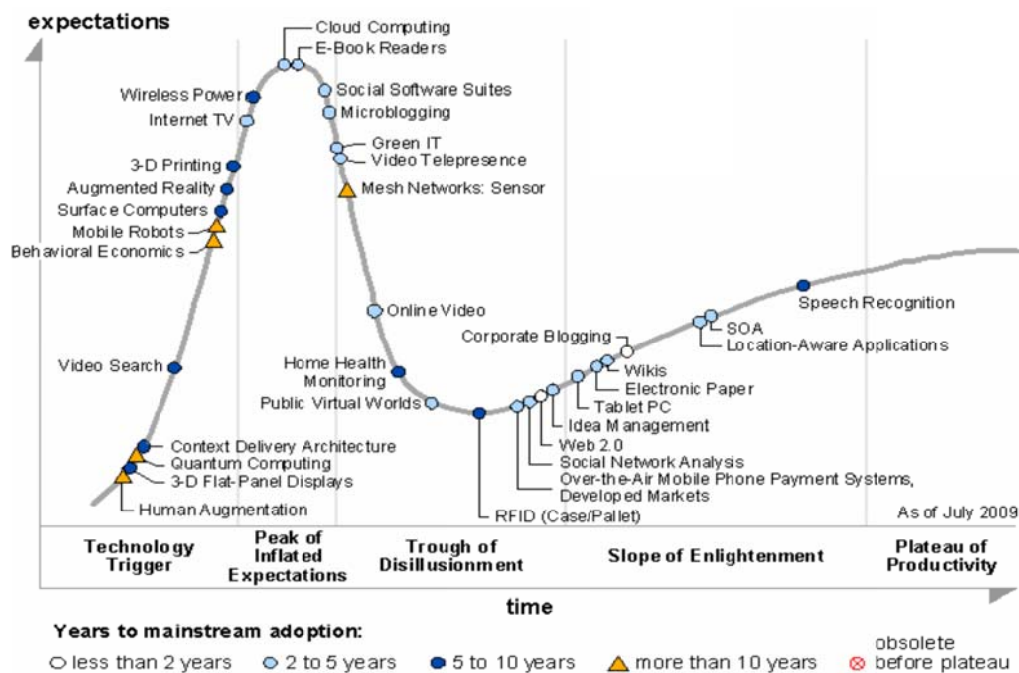 expectations
Cloud Computing
E-Book Readers
Social Software Suites
Wireless Power
Microblogging
Internet TV
Green IT
Video Telepresence
3-D Printing
Augmented Reality
Mesh Networks: Sensor
Surface Computers
Mobile Robots
Behavioral Economics
Online Video
Speech Recognition
SOA
Corporate Blogging
Location-Aware Applications
Video Search
Home Health
Monitoring
Wikis
Electronic Paper
Public Virtual Worlds
Tablet PC
Idea Management
Web 2.0
Context Delivery Architecture
Quantum Computing
Social Network Analysis
3-D Flat-Panel Displays
Over-the-Air Mobile Phone Payment Systems,
Developed Markets
Human Augmentation
RFID (Case/Pallet)
As of July 2009
Technology
Trigger
Peak of
Inflated
Expectations
Trough of
Disillusionment
Slope of Enlightenment
Plateau of
Productivity
time
Years to mainstream adoption:
less than 2 years
2 to 5 years
5 to 10 years
more than 10 years
obsolete
before plateau